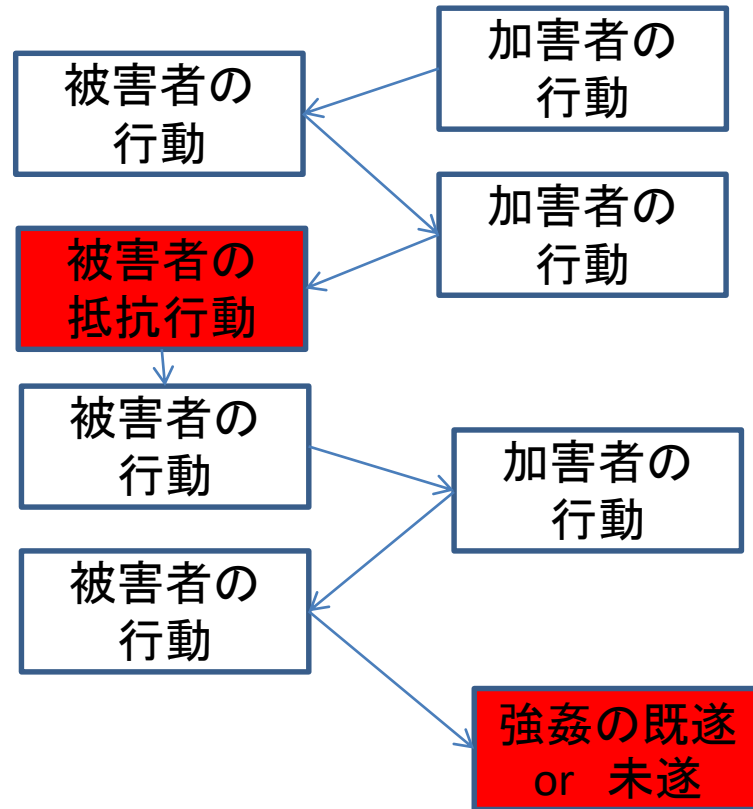 加害者の
行動
被害者の
行動
加害者の
行動
被害者の
抵抗行動
被害者の
行動
加害者の
行動
被害者の
行動
強姦の既遂
or 未遂